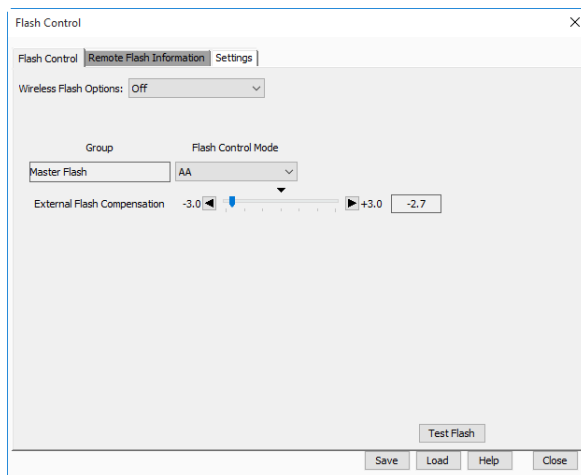 Flash Control
Flash Control Remote Flash Information Settings
Wireless Flash Options: Off
Group Flash Control Mode
Master Flash AA
External Flash Compensation -3.0 +3.0 -2.7
Test Flash
Save Load Help Close